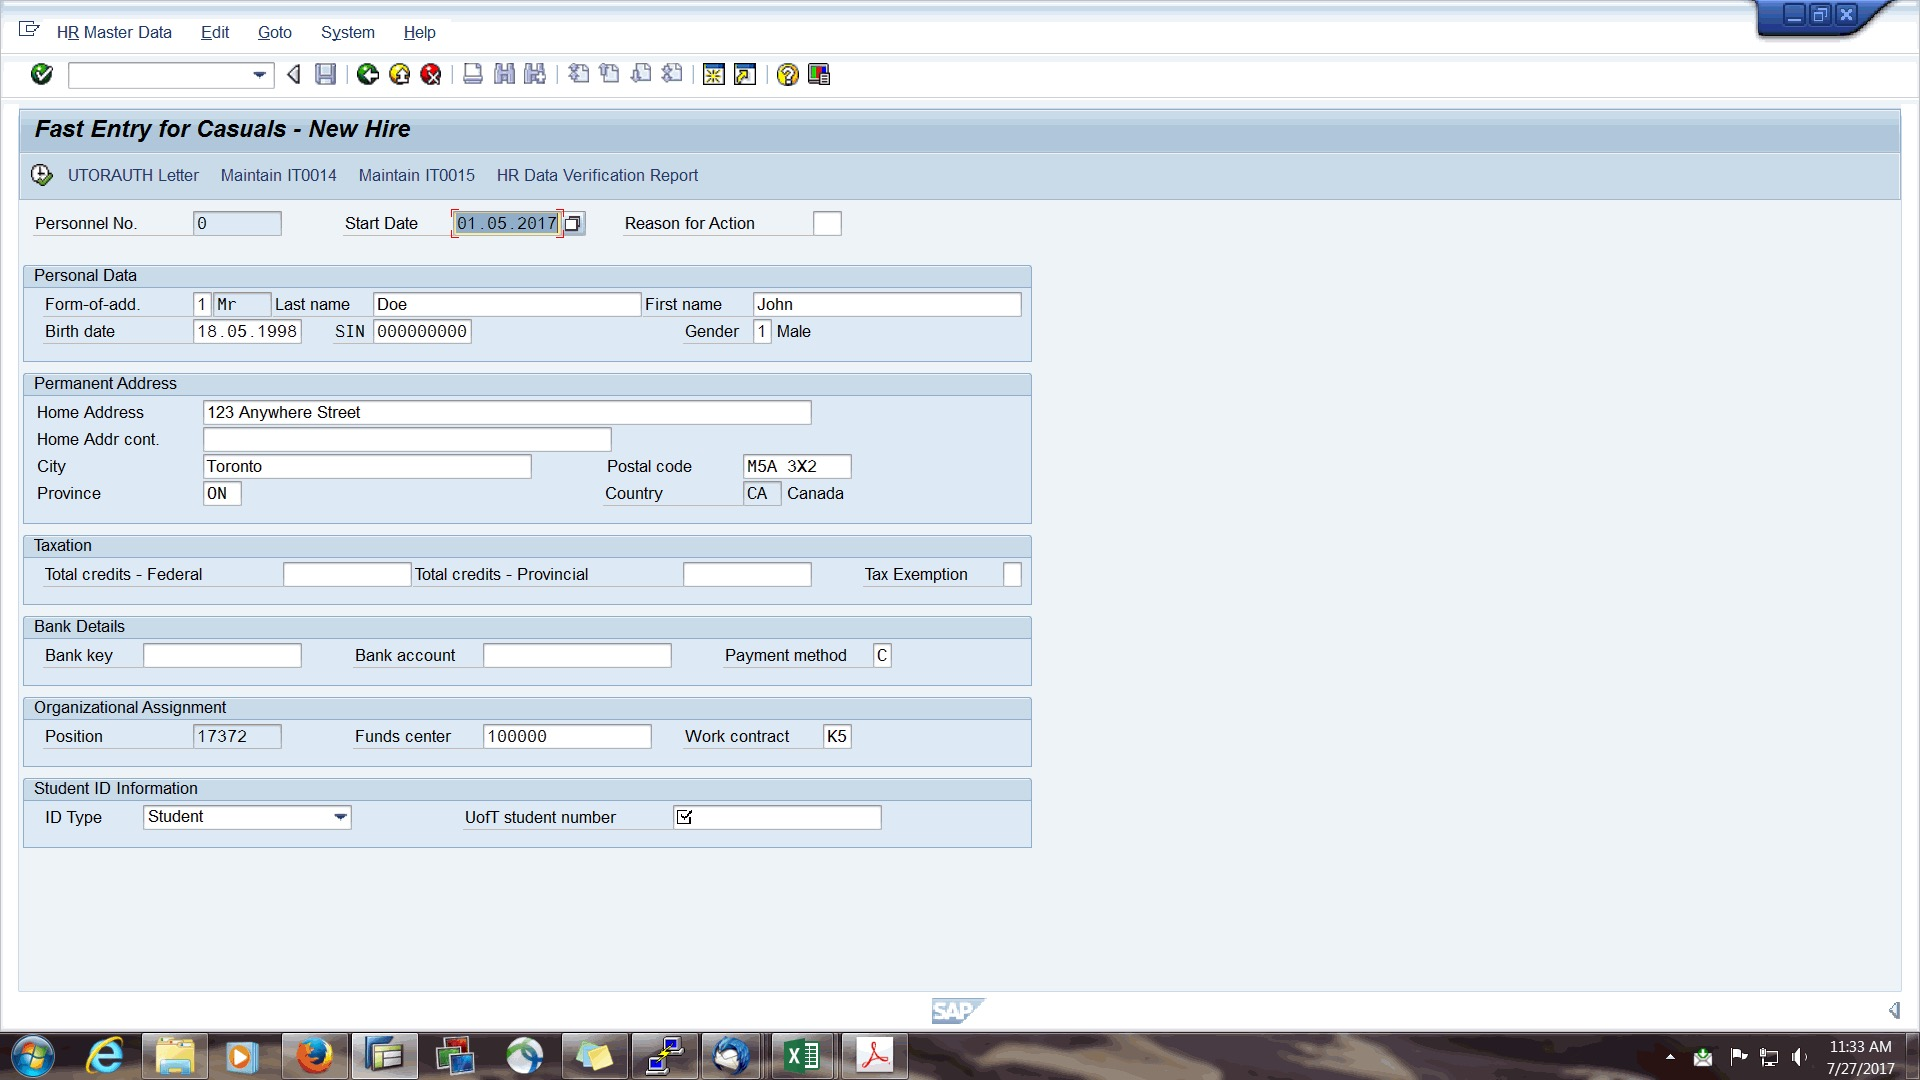 HR Master Data Edit Goto System Help
Fast Entry for Casuals - New Hire
UTORAUTH Letter Maintain IT0014 Maintain IT0015 HR Data Verification Report
Personnel No. 0 Start Date 01.05.2017 Reason for Action
Personal Data
Form-of-add. 1 Mr Last name Doe First name John
Birth date 18.05.1998 SIN 000000000 Gender 1 Male
Permanent Address
Home Address 123 Anywhere Street
Home Addr cont.
City Toronto Postal code M5A 3X2
Province ON Country CA Canada
Taxation
Total credits - Federal Total credits - Provincial Tax Exemption
Bank Details
Bank key Bank account Payment method C
Organizational Assignment
Position 17372 Funds center 100000 Work contract K5
Student ID Information
ID Type Student UofT student number
SAP
11:33 AM
7/27/2017